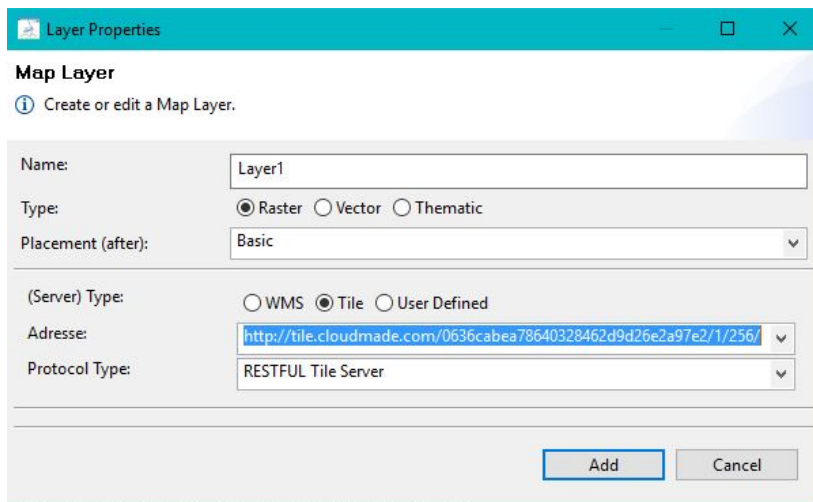 Layer Properties
Map Layer
Create or edit a Map Layer.
Name: Layer1
Type: Raster Vector Thematic
Placement (after): Basic
(Server) Type: WMS Tile User Defined
Adresse: http://tile.cloudmade.com/0636cabea78640328462d9d26e2a97e2/1/256/
Protocol Type: RESTFUL Tile Server
Add Cancel